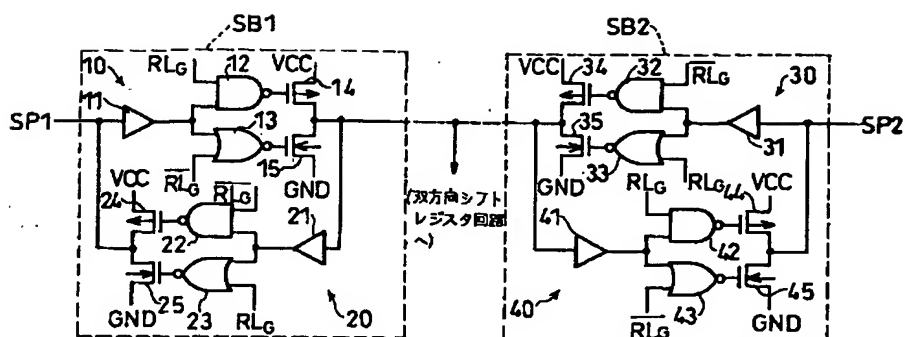 SB1
SB2
10
RLG
12
VCC
14
11
SP1
13
15
RLG
GND
VCC
24
RLG
21
22
25
23
GND
RLG
20
(双方向シフト
レジスタ回路
へ)
VCC
34
32
RLG
30
35
31
SP2
33
GND
RLG
RLG
44
VCC
41
42
40
RLG
43
45
GND